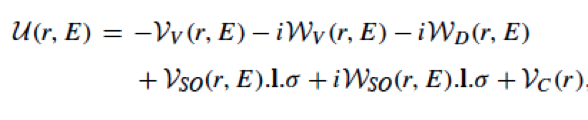 𝒰(r, E) = −𝒱_V(r, E) − i𝒲_V(r, E) − i𝒲_D(r, E)
+ 𝒱_SO(r, E).𝐥.σ + i𝒲_SO(r, E).𝐥.σ + 𝒱_C(r),